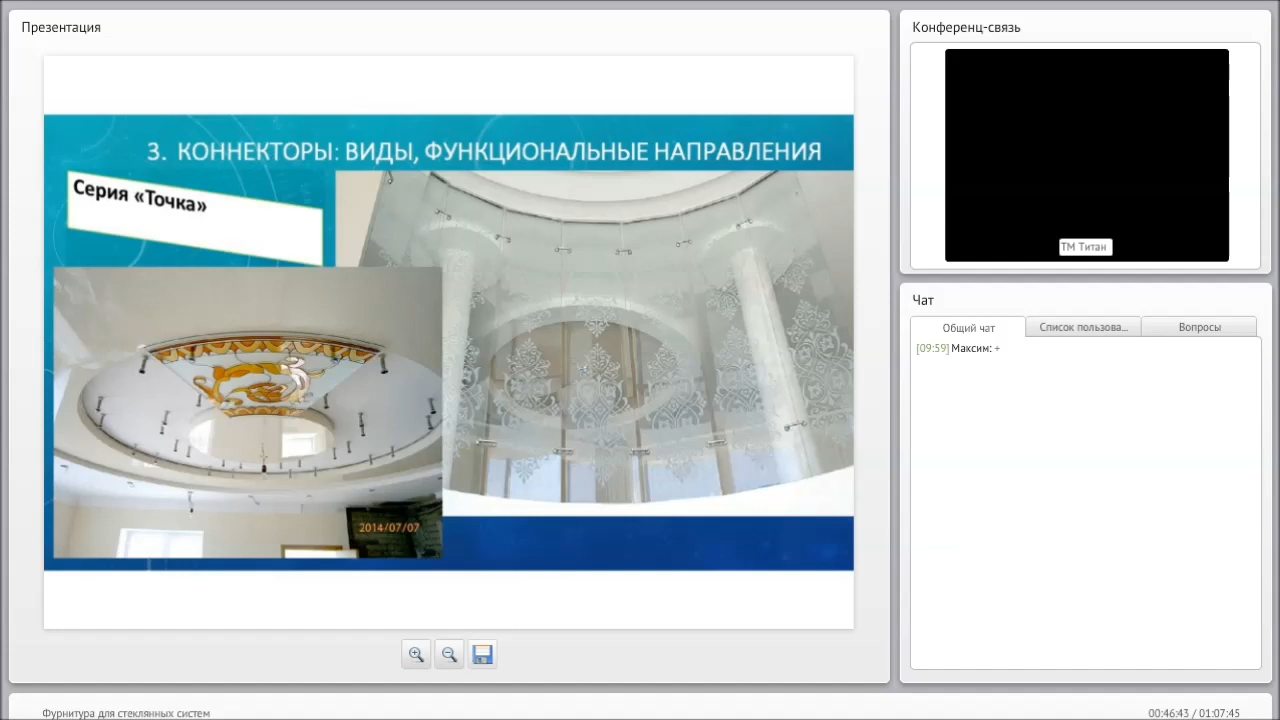 Презентация
3. КОННЕКТОРЫ: ВИДЫ, ФУНКЦИОНАЛЬНЫЕ НАПРАВЛЕНИЯ
Серия «Точка»
2014/07/07
Конференц-связь
ТМ Титан
Чат
Общий чат
Список пользова...
Вопросы
[09:59] Максим: +
Фурнитура для стеклянных систем
00:46:43 / 01:07:45